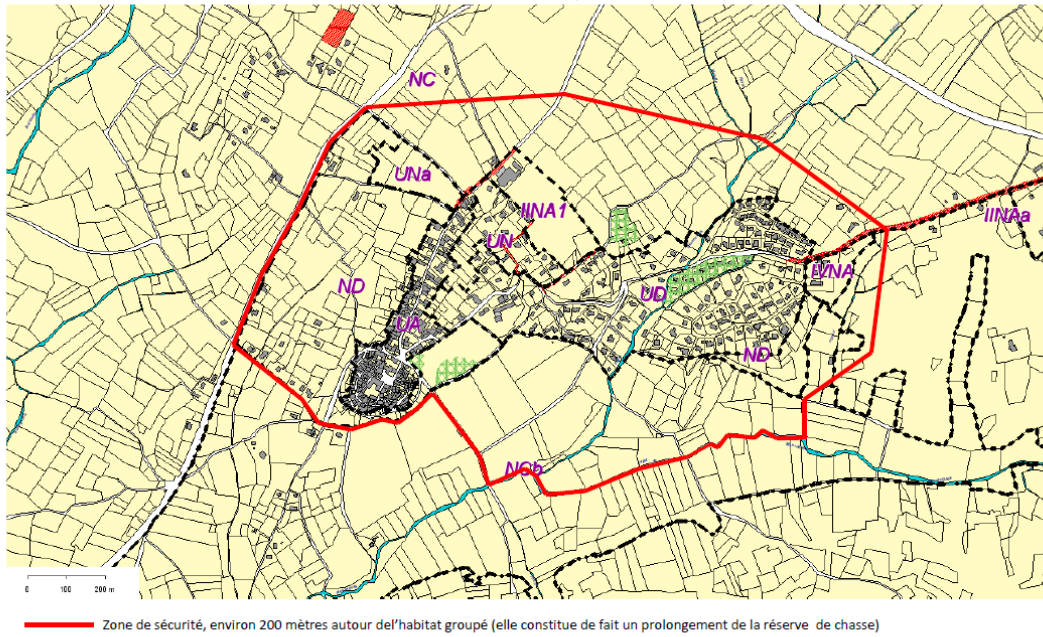 NC
UNa
IINA1
IINAa
UN
ND
IVNA
UD
UA
ND
NCb
0 100 200 m
Zone de sécurité, environ 200 mètres autour del'habitat groupé (elle constitue de fait un prolongement de la réserve de chasse)